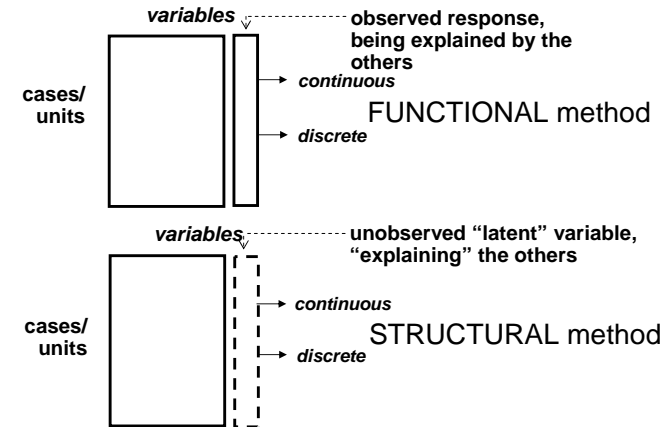 variables
observed response,
being explained by the
others
cases/
units
continuous
FUNCTIONAL method
discrete
variables
unobserved “latent” variable,
“explaining” the others
cases/
units
continuous
STRUCTURAL method
discrete